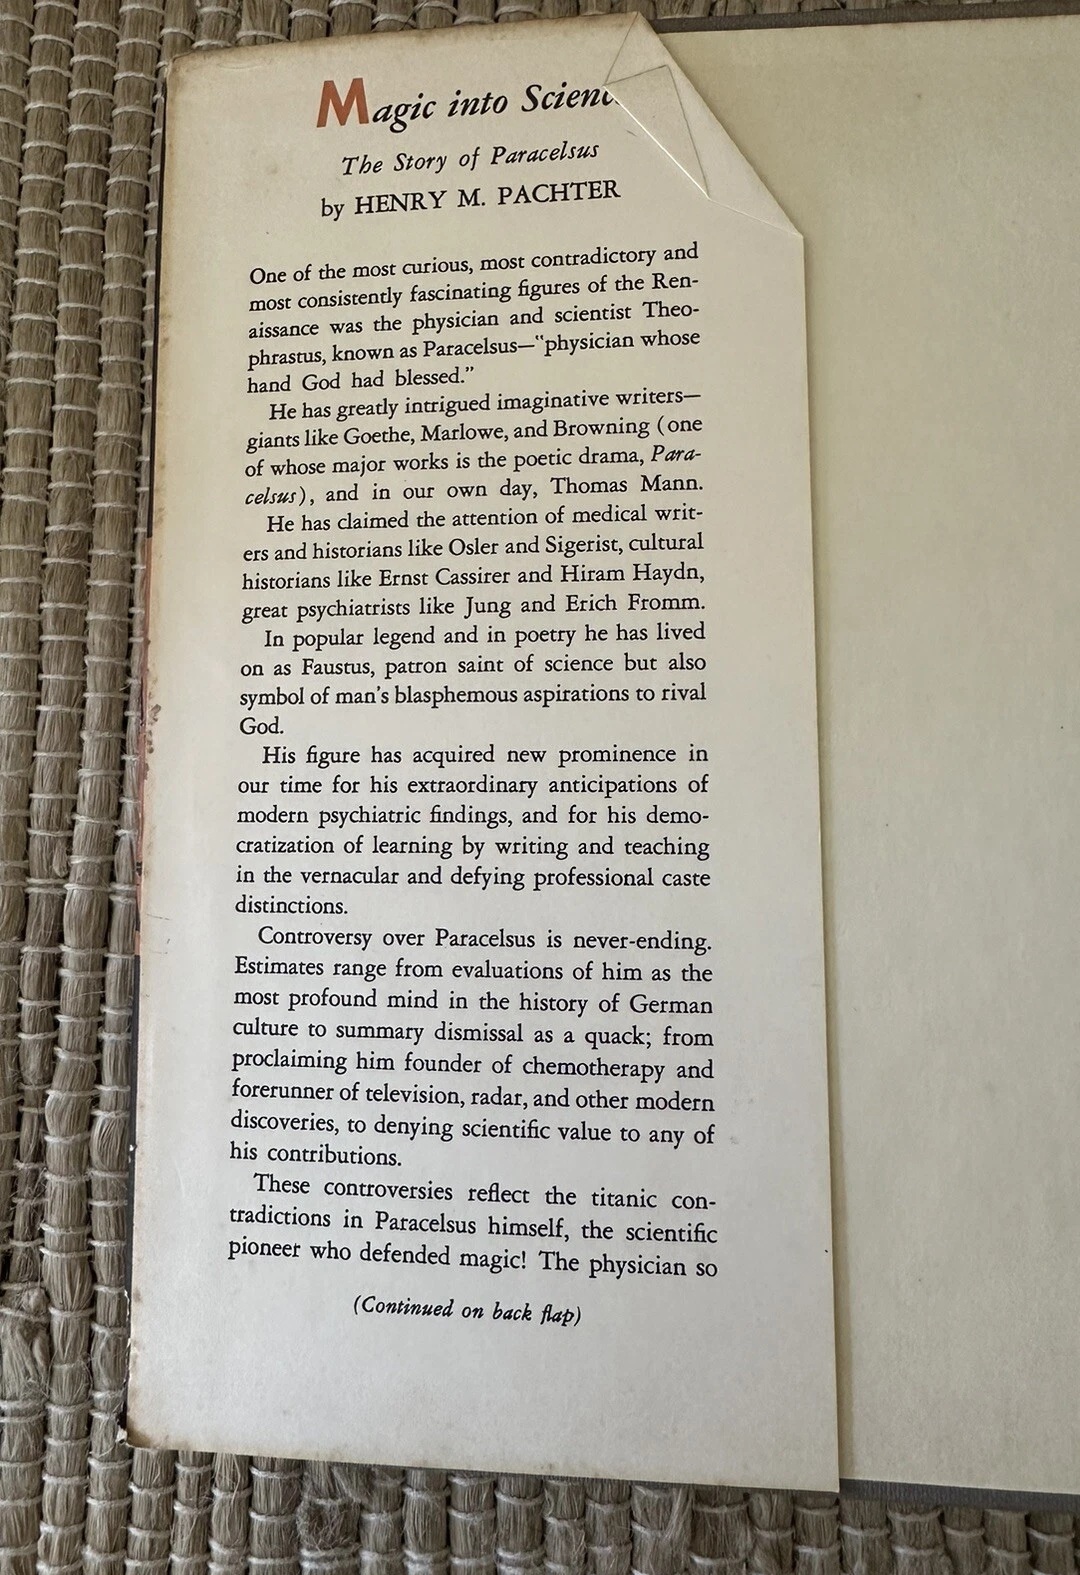 Magic into Scienc
The Story of Paracelsus
by HENRY M. PACHTER
One of the most curious, most contradictory and
most consistently fascinating figures of the Ren-
aissance was the physician and scientist Theo-
phrastus, known as Paracelsus—"physician whose
hand God had blessed."
He has greatly intrigued imaginative writers—
giants like Goethe, Marlowe, and Browning (one
of whose major works is the poetic drama, Para-
celsus), and in our own day, Thomas Mann.
He has claimed the attention of medical writ-
ers and historians like Osler and Sigerist, cultural
historians like Ernst Cassirer and Hiram Haydn,
great psychiatrists like Jung and Erich Fromm.
In popular legend and in poetry he has lived
on as Faustus, patron saint of science but also
symbol of man's blasphemous aspirations to rival
God.
His figure has acquired new prominence in
our time for his extraordinary anticipations of
modern psychiatric findings, and for his demo-
cratization of learning by writing and teaching
in the vernacular and defying professional caste
distinctions.
Controversy over Paracelsus is never-ending.
Estimates range from evaluations of him as the
most profound mind in the history of German
culture to summary dismissal as a quack; from
proclaiming him founder of chemotherapy and
forerunner of television, radar, and other modern
discoveries, to denying scientific value to any of
his contributions.
These controversies reflect the titanic con-
tradictions in Paracelsus himself, the scientific
pioneer who defended magic! The physician so
(Continued on back flap)